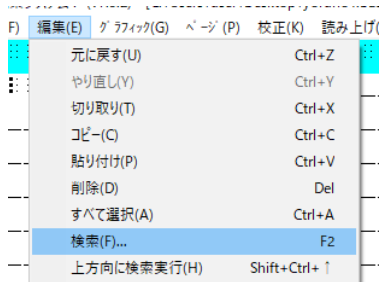 F) 編集(E) グラフィック(G) ページ(P) 校正(K) 読み上げ(
元に戻す(U) Ctrl+Z
やり直し(Y) Ctrl+Y
切り取り(T) Ctrl+X
コピー(C) Ctrl+C
貼り付け(P) Ctrl+V
削除(D) Del
すべて選択(A) Ctrl+A
検索(F)... F2
上方向に検索実行(H) Shift+Ctrl+↑